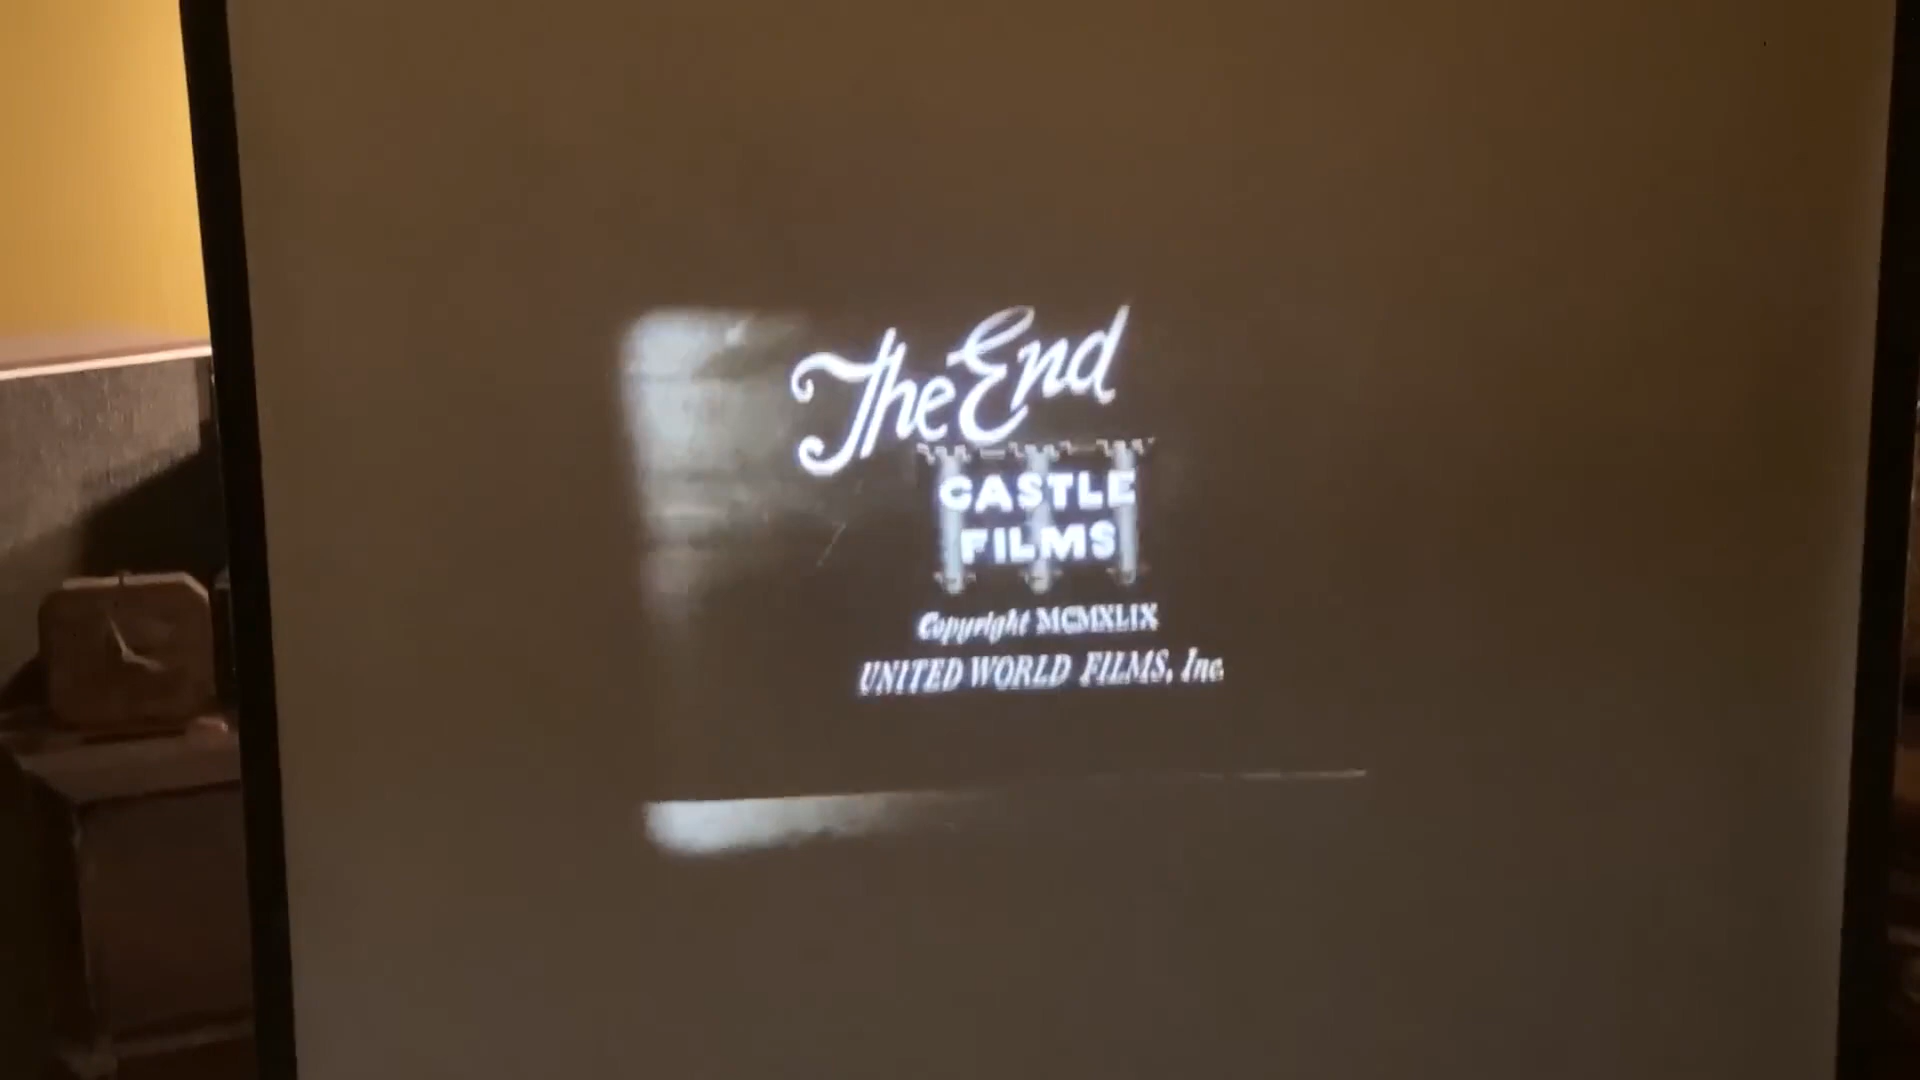 The End
CASTLE
FILMS
Copyright MCMXLIX
UNITED WORLD FILMS, Inc.